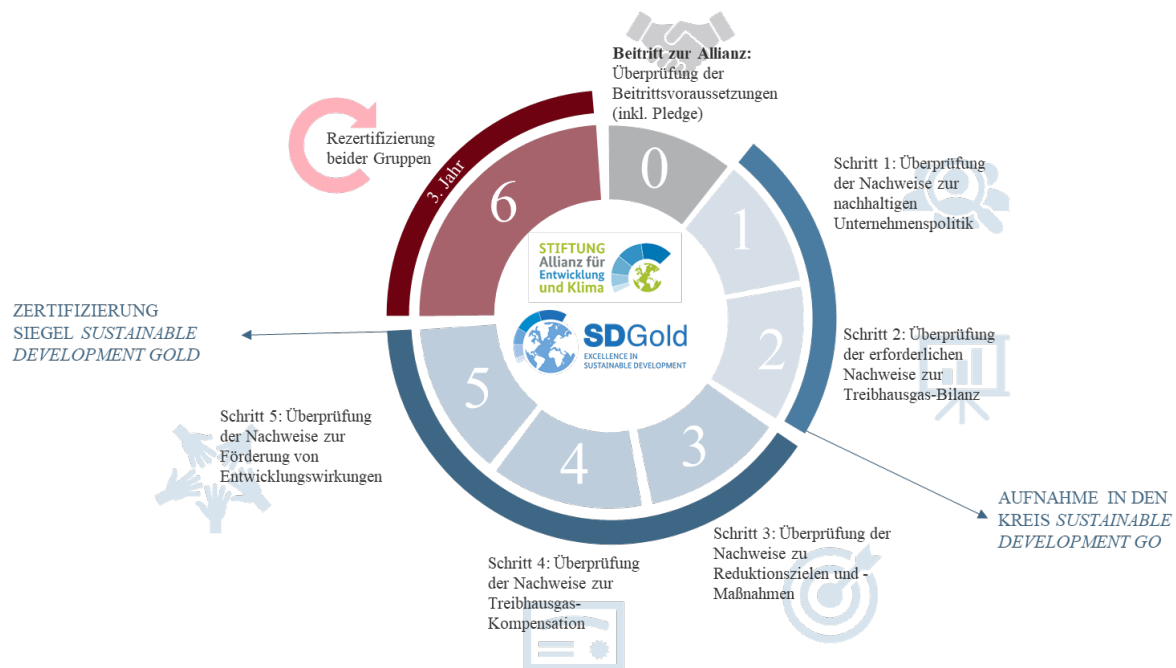 Beitritt zur Allianz:
Überprüfung der
Beitrittsvoraussetzungen
(inkl. Pledge)
0
Schritt 1: Überprüfung
der Nachweise zur
nachhaltigen
Unternehmenspolitik
1
Schritt 2: Überprüfung
der erforderlichen
Nachweise zur
Treibhausgas-Bilanz
2
AUFNAHME IN DEN
KREIS SUSTAINABLE
DEVELOPMENT GO
Schritt 3: Überprüfung der
Nachweise zu
Reduktionszielen und -
Maßnahmen
3
Schritt 4: Überprüfung
der Nachweise zur
Treibhausgas-
Kompensation
4
Schritt 5: Überprüfung
der Nachweise zur
Förderung von
Entwicklungswirkungen
5
ZERTIFIZIERUNG
SIEGEL SUSTAINABLE
DEVELOPMENT GOLD
Rezertifizierung
beider Gruppen
3. Jahr
6
STIFTUNG
Allianz für
Entwicklung
und Klima
SDGold
EXCELLENCE IN
SUSTAINABLE DEVELOPMENT